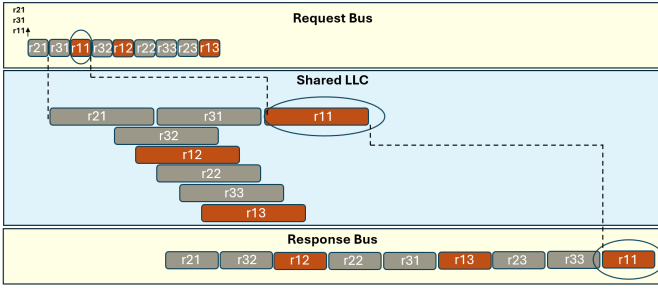 Request Bus
r21
r31
r11
r21 r31 r11 r32 r12 r22 r33 r23 r13
Shared LLC
r21 r31 r11
r32
r12
r22
r33
r13
Response Bus
r21 r32 r12 r22 r31 r13 r23 r33 r11